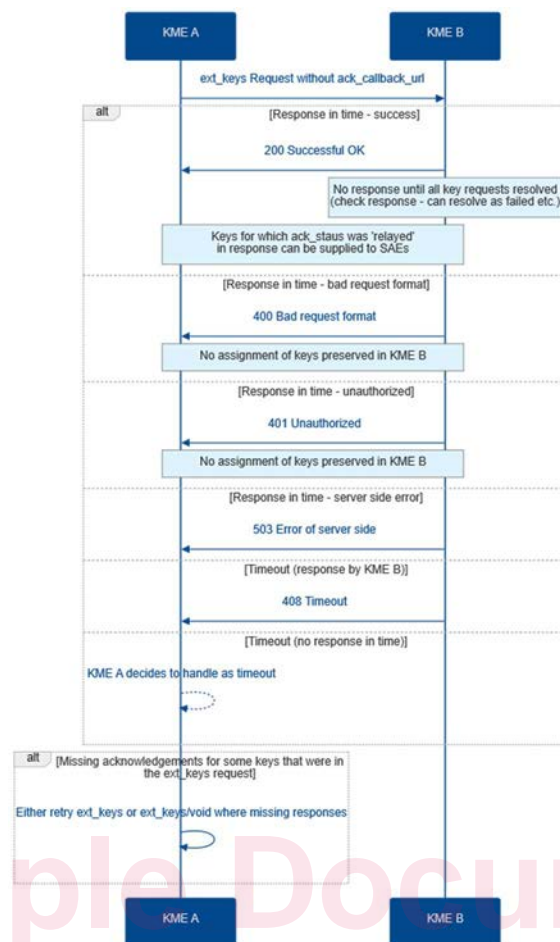 KME A
KME B
ext_keys Request without ack_callback_url
alt
[Response in time - success]
200 Successful OK
No response until all key requests resolved
(check response - can resolve as failed etc.)
Keys for which ack_staus was 'relayed'
in response can be supplied to SAEs
[Response in time - bad request format]
400 Bad request format
No assignment of keys preserved in KME B
[Response in time - unauthorized]
401 Unauthorized
No assignment of keys preserved in KME B
[Response in time - server side error]
503 Error of server side
[Timeout (response by KME B)]
408 Timeout
[Timeout (no response in time)]
KME A decides to handle as timeout
alt
[Missing acknowledgements for some keys that were in
the ext_keys request]
Either retry ext_keys or ext_keys/void where missing responses
ple Docu
KME A
KME B